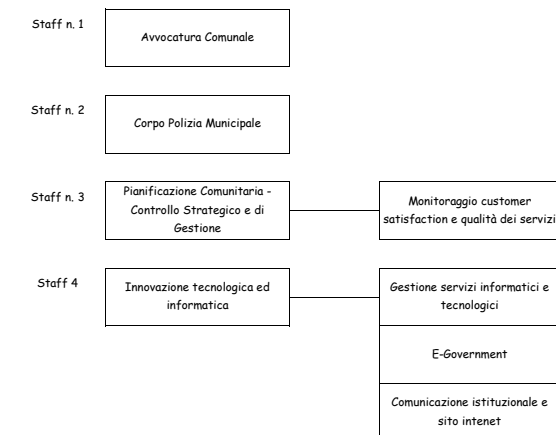 Staff n. 1
Avvocatura Comunale
Staff n. 2
Corpo Polizia Municipale
Staff n. 3
Pianificazione Comunitaria -
Controllo Strategico e di
Gestione
Monitoraggio customer
satisfaction e qualità dei servizi
Staff 4
Innovazione tecnologica ed
informatica
Gestione servizi informatici e
tecnologici
E-Government
Comunicazione istituzionale e
sito intenet